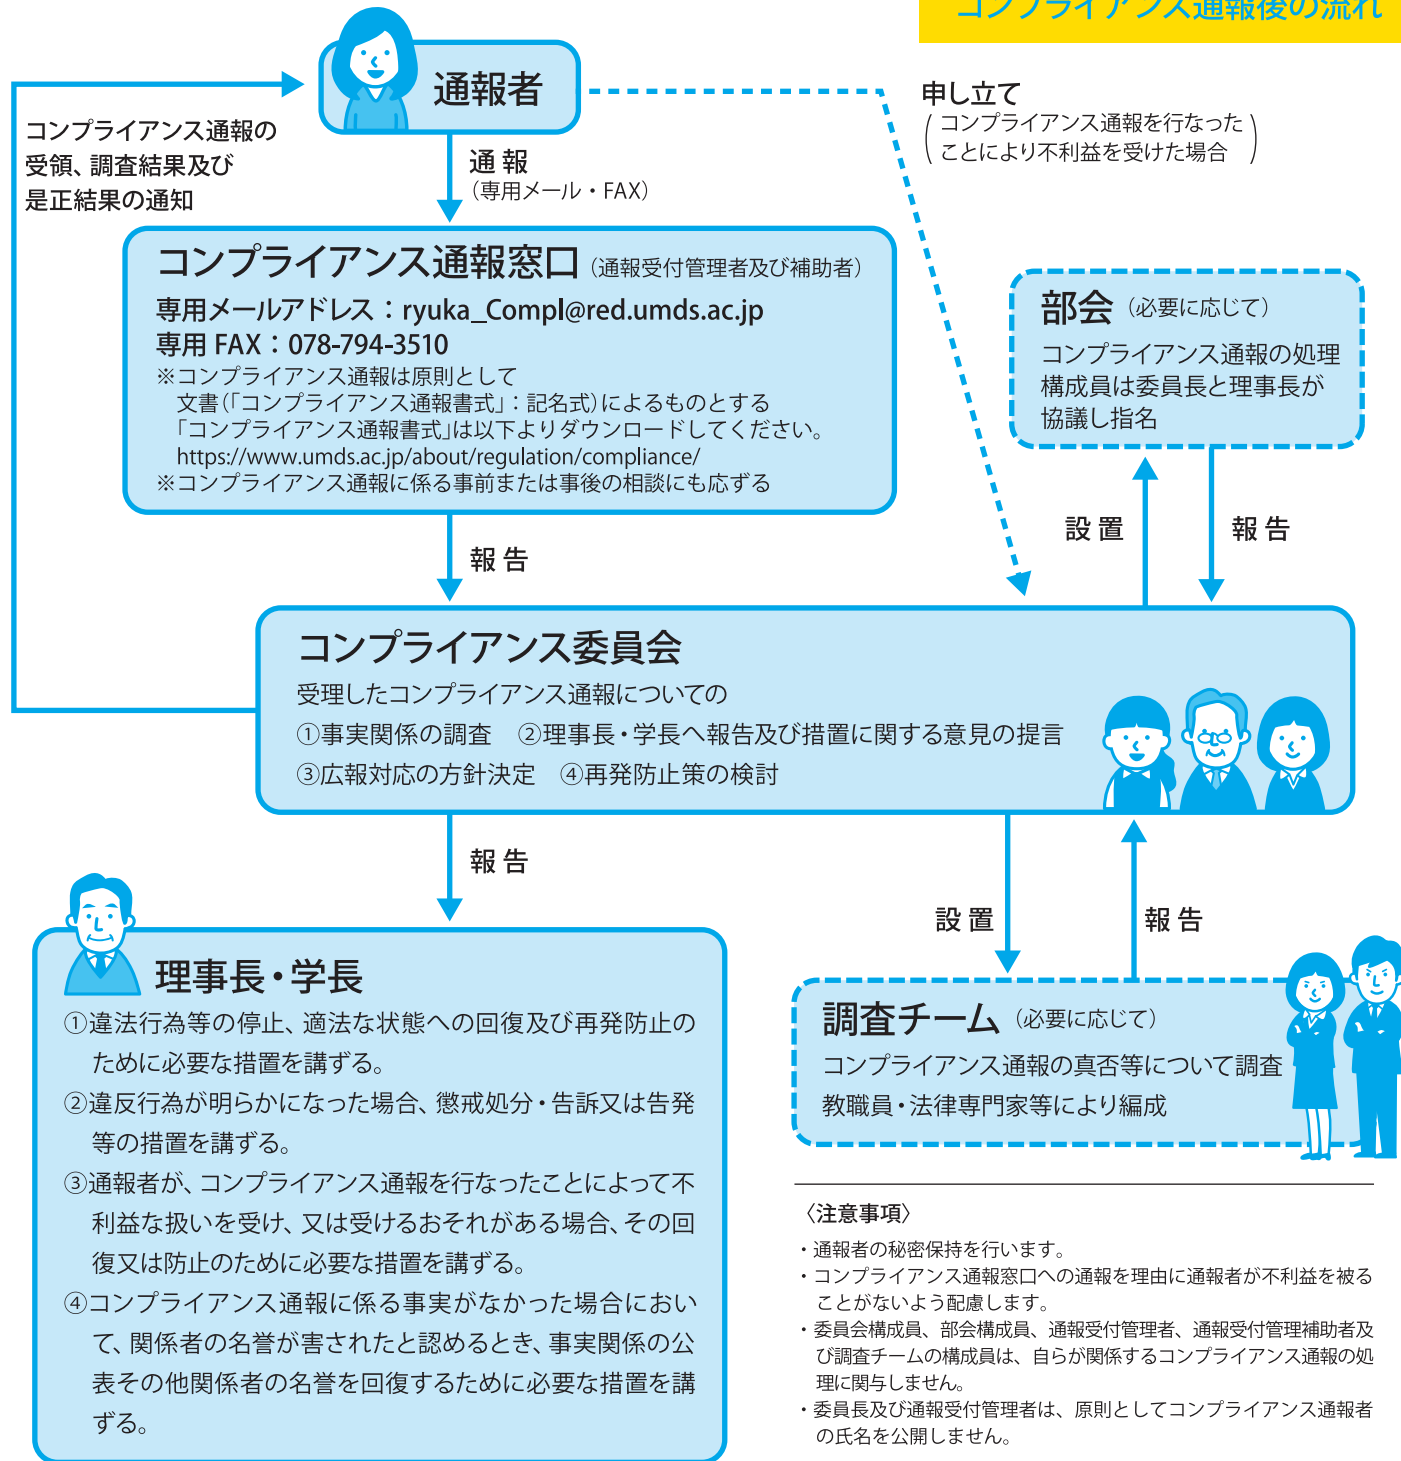 コンプライアンス通報後の流れ
通報者
申し立て
コンプライアンス通報を行なった
ことにより不利益を受けた場合
コンプライアンス通報の
受領、調査結果及び
是正結果の通知
通 報
（専用メール・FAX）
コンプライアンス通報窓口（通報受付管理者及び補助者）
専用メールアドレス：ryuka_Compl@red.umds.ac.jp
専用 FAX：078-794-3510
※コンプライアンス通報は原則として
文書（「コンプライアンス通報書式」：記名式）によるものとする
「コンプライアンス通報書式」は以下よりダウンロードしてください。
https://www.umds.ac.jp/about/regulation/compliance/
※コンプライアンス通報に係る事前または事後の相談にも応ずる
部会（必要に応じて）
コンプライアンス通報の処理
構成員は委員長と理事長が
協議し指名
設 置
報 告
報 告
コンプライアンス委員会
受理したコンプライアンス通報についての
①事実関係の調査　②理事長・学長へ報告及び措置に関する意見の提言
③広報対応の方針決定　④再発防止策の検討
報 告
設 置
報 告
理事長・学長
①違法行為等の停止、適法な状態への回復及び再発防止の
ために必要な措置を講ずる。
②違反行為が明らかになった場合、懲戒処分・告訴又は告発
等の措置を講ずる。
③通報者が、コンプライアンス通報を行なったことによって不
利益な扱いを受け、又は受けるおそれがある場合、その回
復又は防止のために必要な措置を講ずる。
④コンプライアンス通報に係る事実がなかった場合におい
て、関係者の名誉が害されたと認めるとき、事実関係の公
表その他関係者の名誉を回復するために必要な措置を講
ずる。
調査チーム（必要に応じて）
コンプライアンス通報の真否等について調査
教職員・法律専門家等により編成
〈注意事項〉
・通報者の秘密保持を行います。
・コンプライアンス通報窓口への通報を理由に通報者が不利益を被る
ことがないよう配慮します。
・委員会構成員、部会構成員、通報受付管理者、通報受付管理補助者及
び調査チームの構成員は、自らが関係するコンプライアンス通報の処
理に関与しません。
・委員長及び通報受付管理者は、原則としてコンプライアンス通報者
の氏名を公開しません。